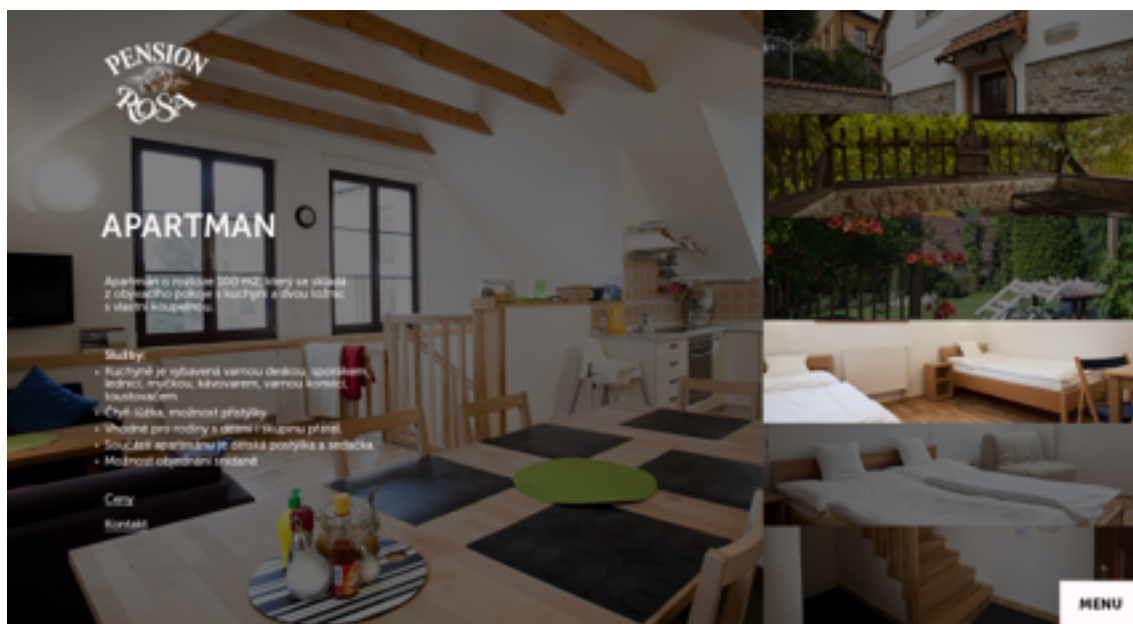 PENSION
ROSA
APARTMAN
Apartmán o rozloze 100 m2, který se skládá
z obývacího pokoje s kuchyní a dvou ložnic
s vlastní koupelnou.
Služby:
Kuchyně je vybavená varnou deskou, sporákem,
lednicí, myčkou, kávovarem, varnou konvicí,
toustovačem
Čtyři lůžka, možnost přistýlky
Vhodné pro rodiny s dětmi i skupinu přátel.
Součástí apartmánu je dětská postýlka a sedačka.
Možnost objednání snídaně
Ceny
Kontakt
MENU